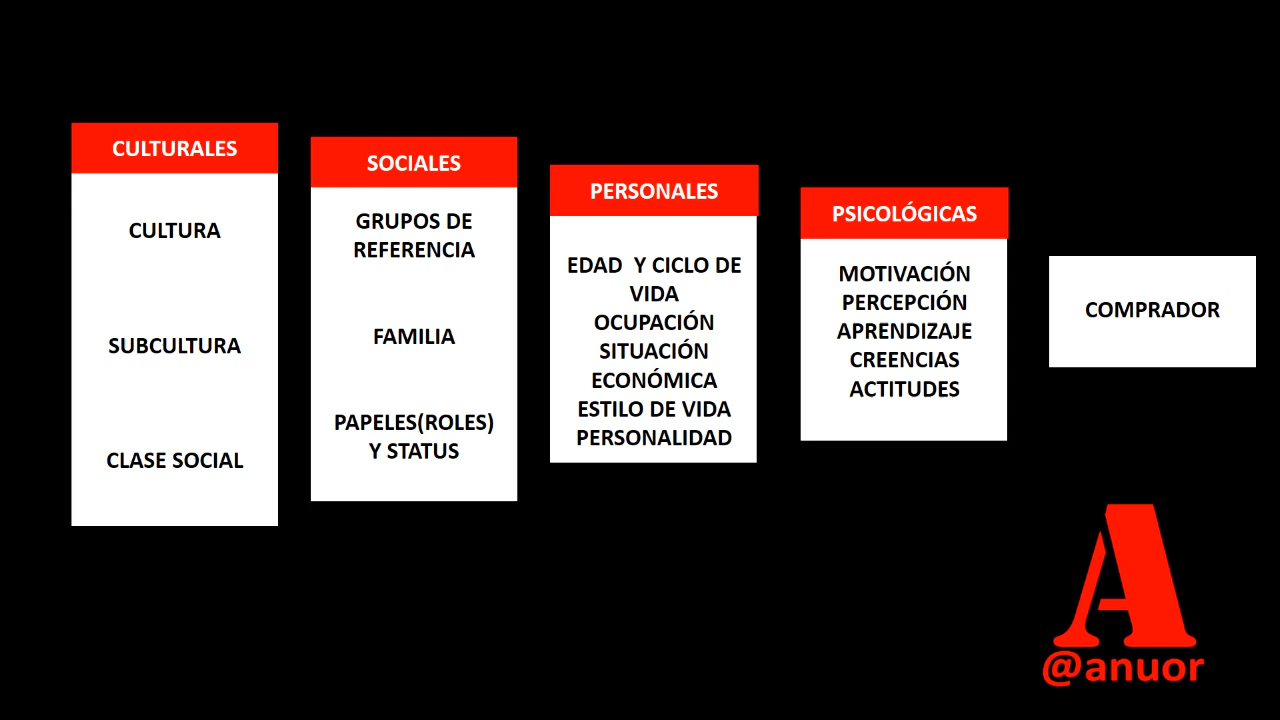 CULTURALES
CULTURA
SUBCULTURA
CLASE SOCIAL
SOCIALES
GRUPOS DE
REFERENCIA
FAMILIA
PAPELES(ROLES)
Y STATUS
PERSONALES
EDAD  Y CICLO DE
VIDA
OCUPACIÓN
SITUACIÓN
ECONÓMICA
ESTILO DE VIDA
PERSONALIDAD
PSICOLÓGICAS
MOTIVACIÓN
PERCEPCIÓN
APRENDIZAJE
CREENCIAS
ACTITUDES
COMPRADOR
A
@anuor